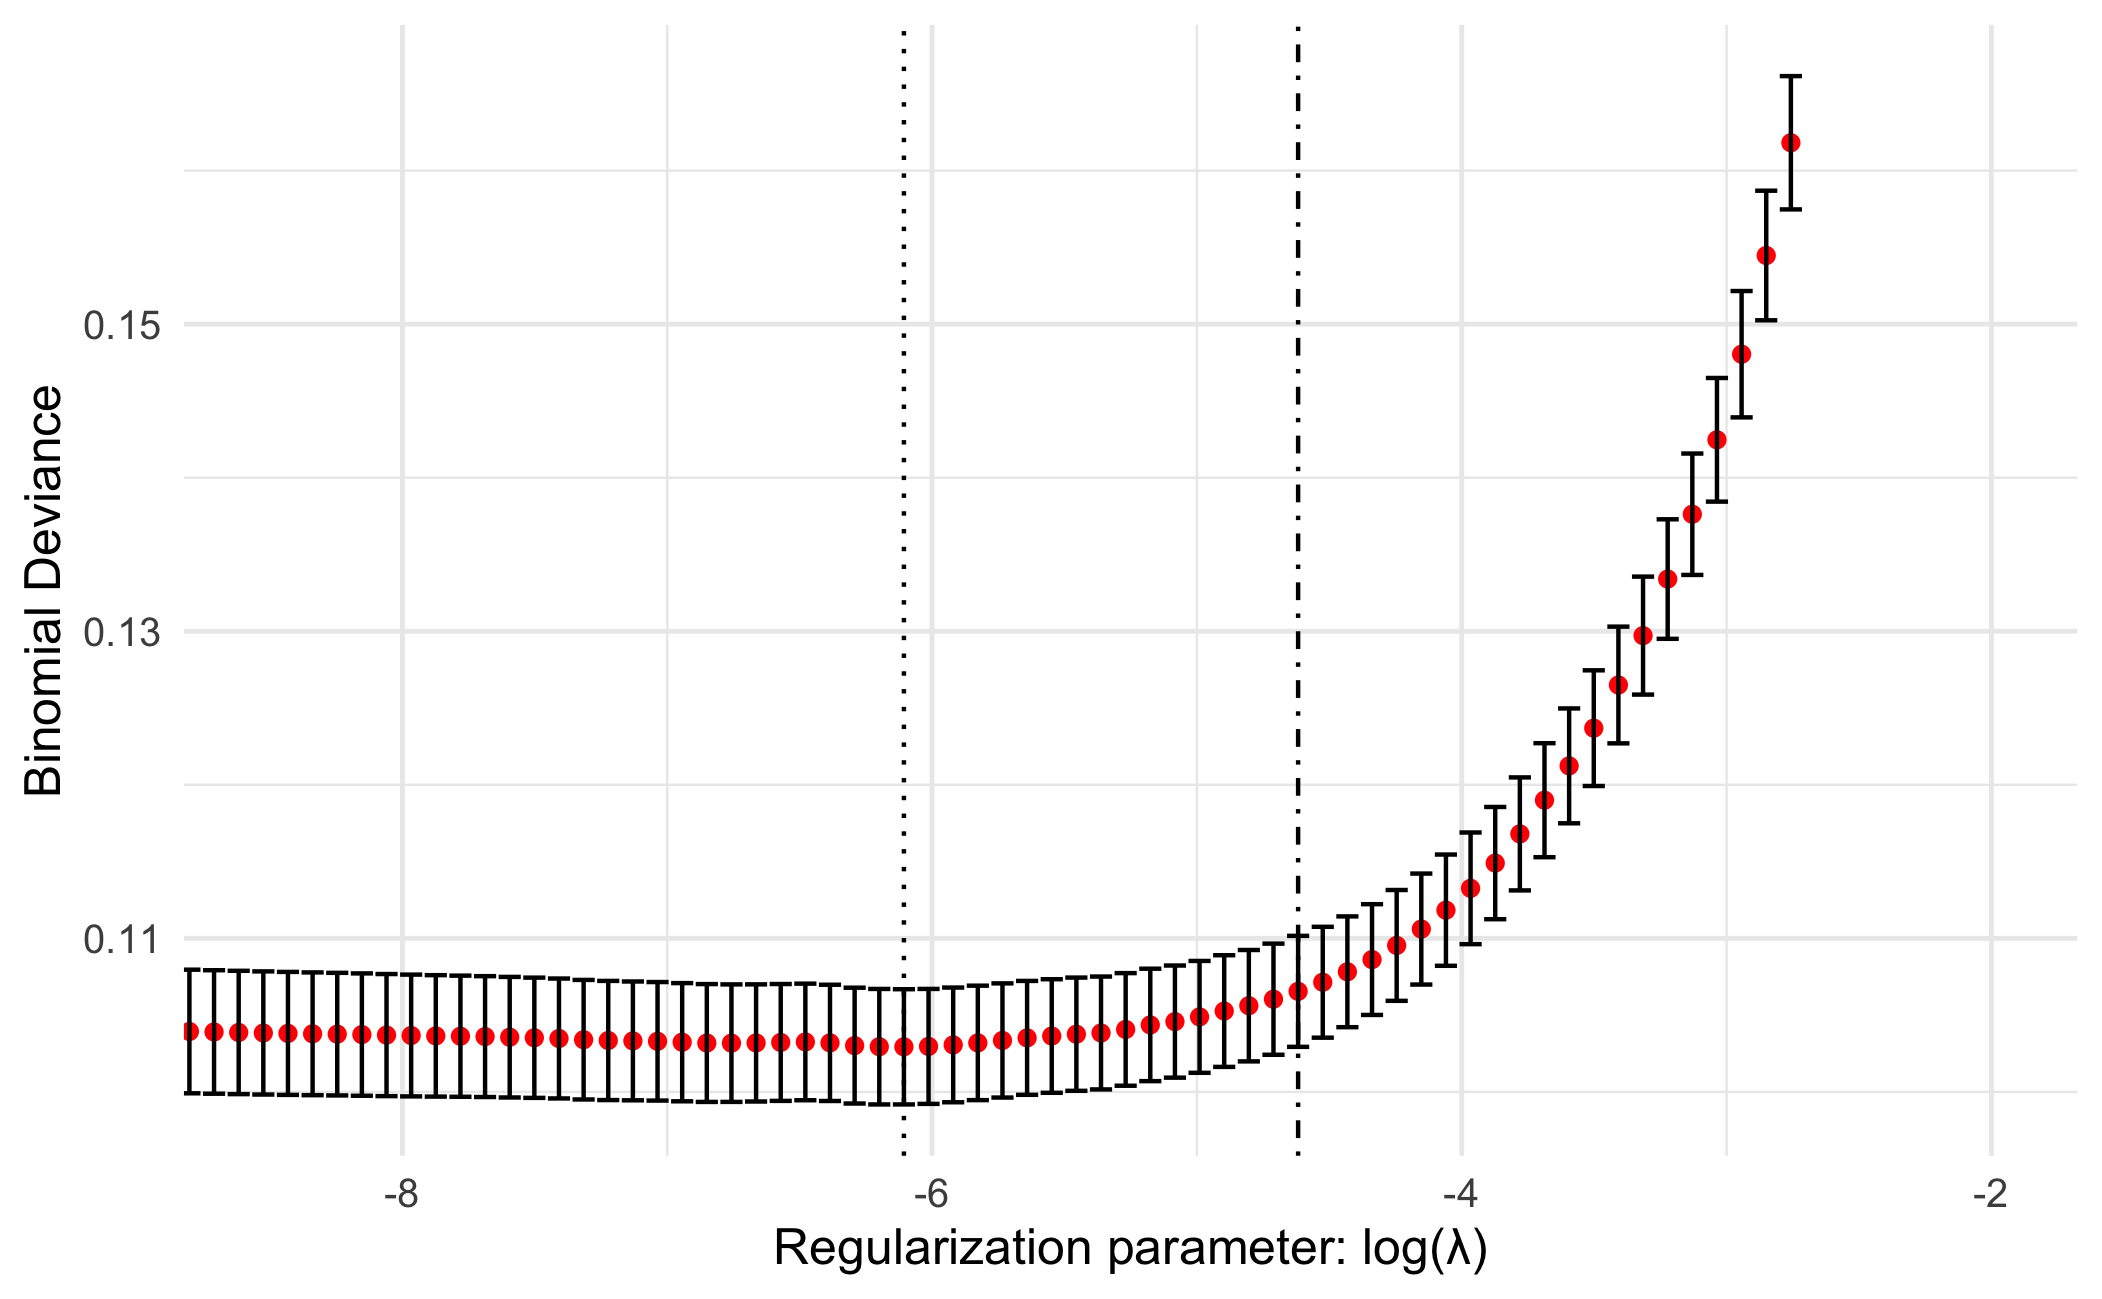 Binomial Deviance
0.15
0.13
0.11
-8 -6 -4 -2
Regularization parameter: log(λ)